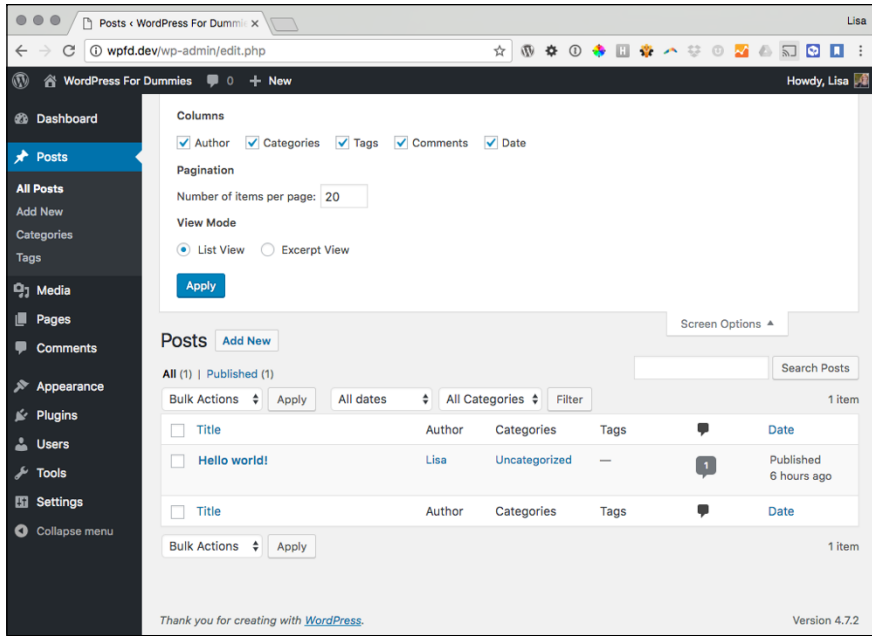 Posts ‹ WordPress For Dummi
Lisa
wpfd.dev/wp-admin/edit.php
WordPress For Dummies 0 + New
Howdy, Lisa
Dashboard
Posts
All Posts
Add New
Categories
Tags
Media
Pages
Comments
Appearance
Plugins
Users
Tools
Settings
Collapse menu
Columns
Author Categories Tags Comments Date
Pagination
Number of items per page: 20
View Mode
List View Excerpt View
Apply
Screen Options
Posts Add New
All (1) | Published (1)
Search Posts
Bulk Actions Apply All dates All Categories Filter 1 item
Title Author Categories Tags Date
Hello world! Lisa Uncategorized — 1 Published
6 hours ago
Title Author Categories Tags Date
Bulk Actions Apply 1 item
Thank you for creating with WordPress. Version 4.7.2